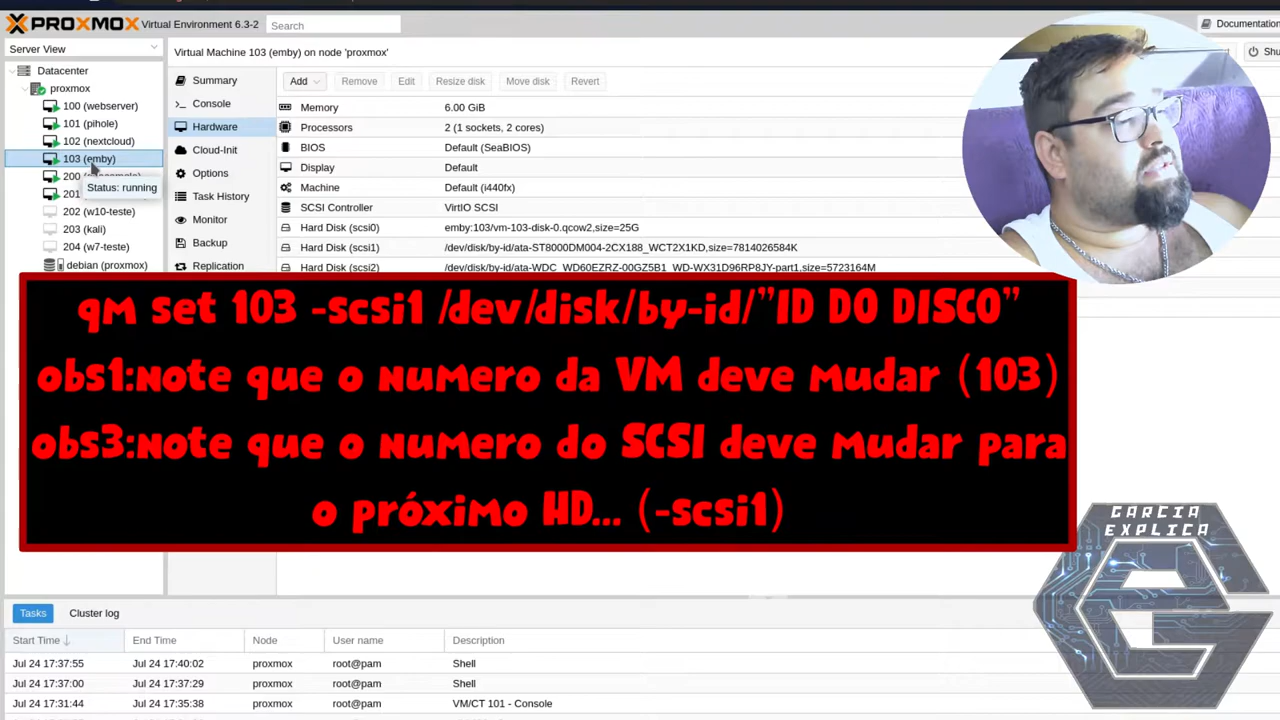 PROXMOX Virtual Environment 6.3-2
Search
Documentation
Server View
Virtual Machine 103 (emby) on node 'proxmox'
Datacenter
proxmox
100 (webserver)
101 (pihole)
102 (nextcloud)
103 (emby)
200
Status: running
201
202 (w10-teste)
203 (kali)
204 (w7-teste)
debian (proxmox)
Summary
Console
Hardware
Cloud-Init
Options
Task History
Monitor
Backup
Replication
Add
Remove
Edit
Resize disk
Move disk
Revert
Memory 6.00 GiB
Processors 2 (1 sockets, 2 cores)
BIOS Default (SeaBIOS)
Display Default
Machine Default (i440fx)
SCSI Controller VirtIO SCSI
Hard Disk (scsi0) emby:103/vm-103-disk-0.qcow2,size=25G
Hard Disk (scsi1) /dev/disk/by-id/ata-ST8000DM004-2CX188_WCT2X1KD,size=7814026584K
Hard Disk (scsi2) /dev/disk/by-id/ata-WDC_WD60EZRZ-00GZ5B1_WD-WX31D96RP8JY-part1,size=5723164M
qm set 103 -scsi1 /dev/disk/by-id/"ID DO DISCO"
obs1:Note que o numero da VM deve mudar (103)
obs3:Note que o numero do SCSI deve mudar para
o próximo HD... (-scsi1)
GARCIA
EXPLICA
Tasks
Cluster log
Start Time End Time Node User name Description
Jul 24 17:37:55 Jul 24 17:40:02 proxmox root@pam Shell
Jul 24 17:37:00 Jul 24 17:37:29 proxmox root@pam Shell
Jul 24 17:31:44 Jul 24 17:35:38 proxmox root@pam VM/CT 101 - Console